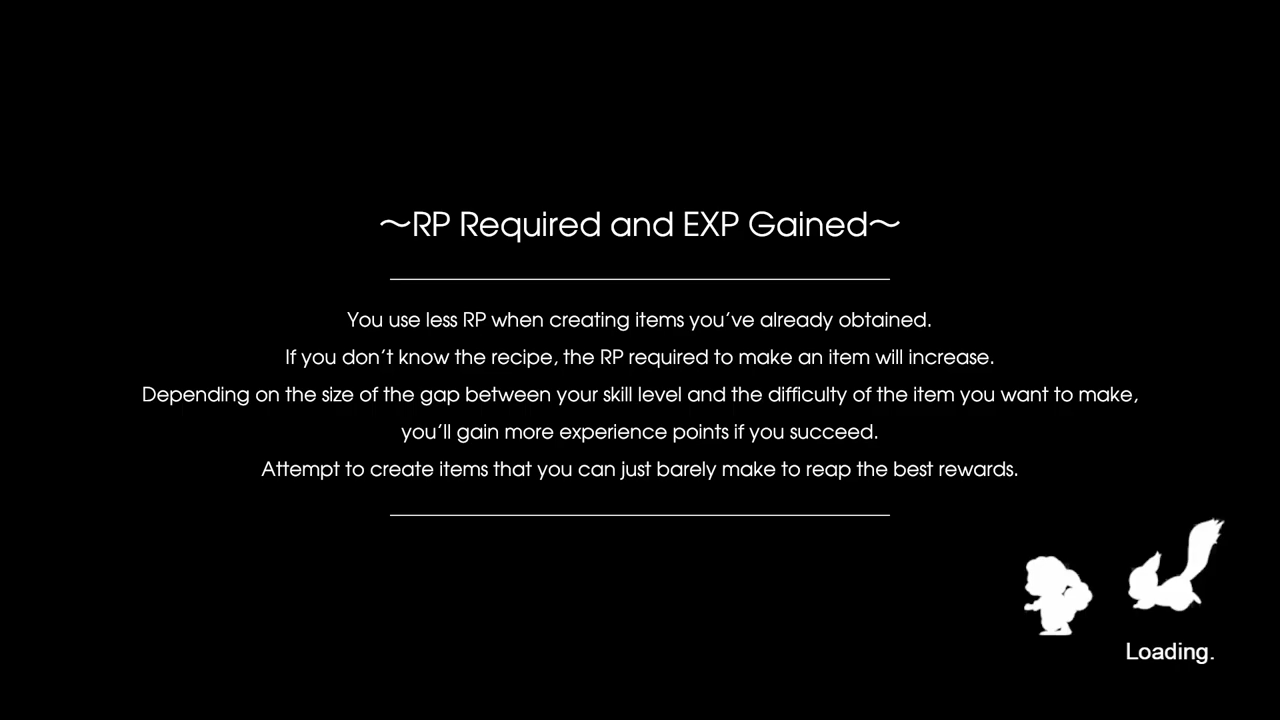 ～RP Required and EXP Gained～
You use less RP when creating items you’ve already obtained.
If you don’t know the recipe, the RP required to make an item will increase.
Depending on the size of the gap between your skill level and the difficulty of the item you want to make,
you’ll gain more experience points if you succeed.
Attempt to create items that you can just barely make to reap the best rewards.
Loading.